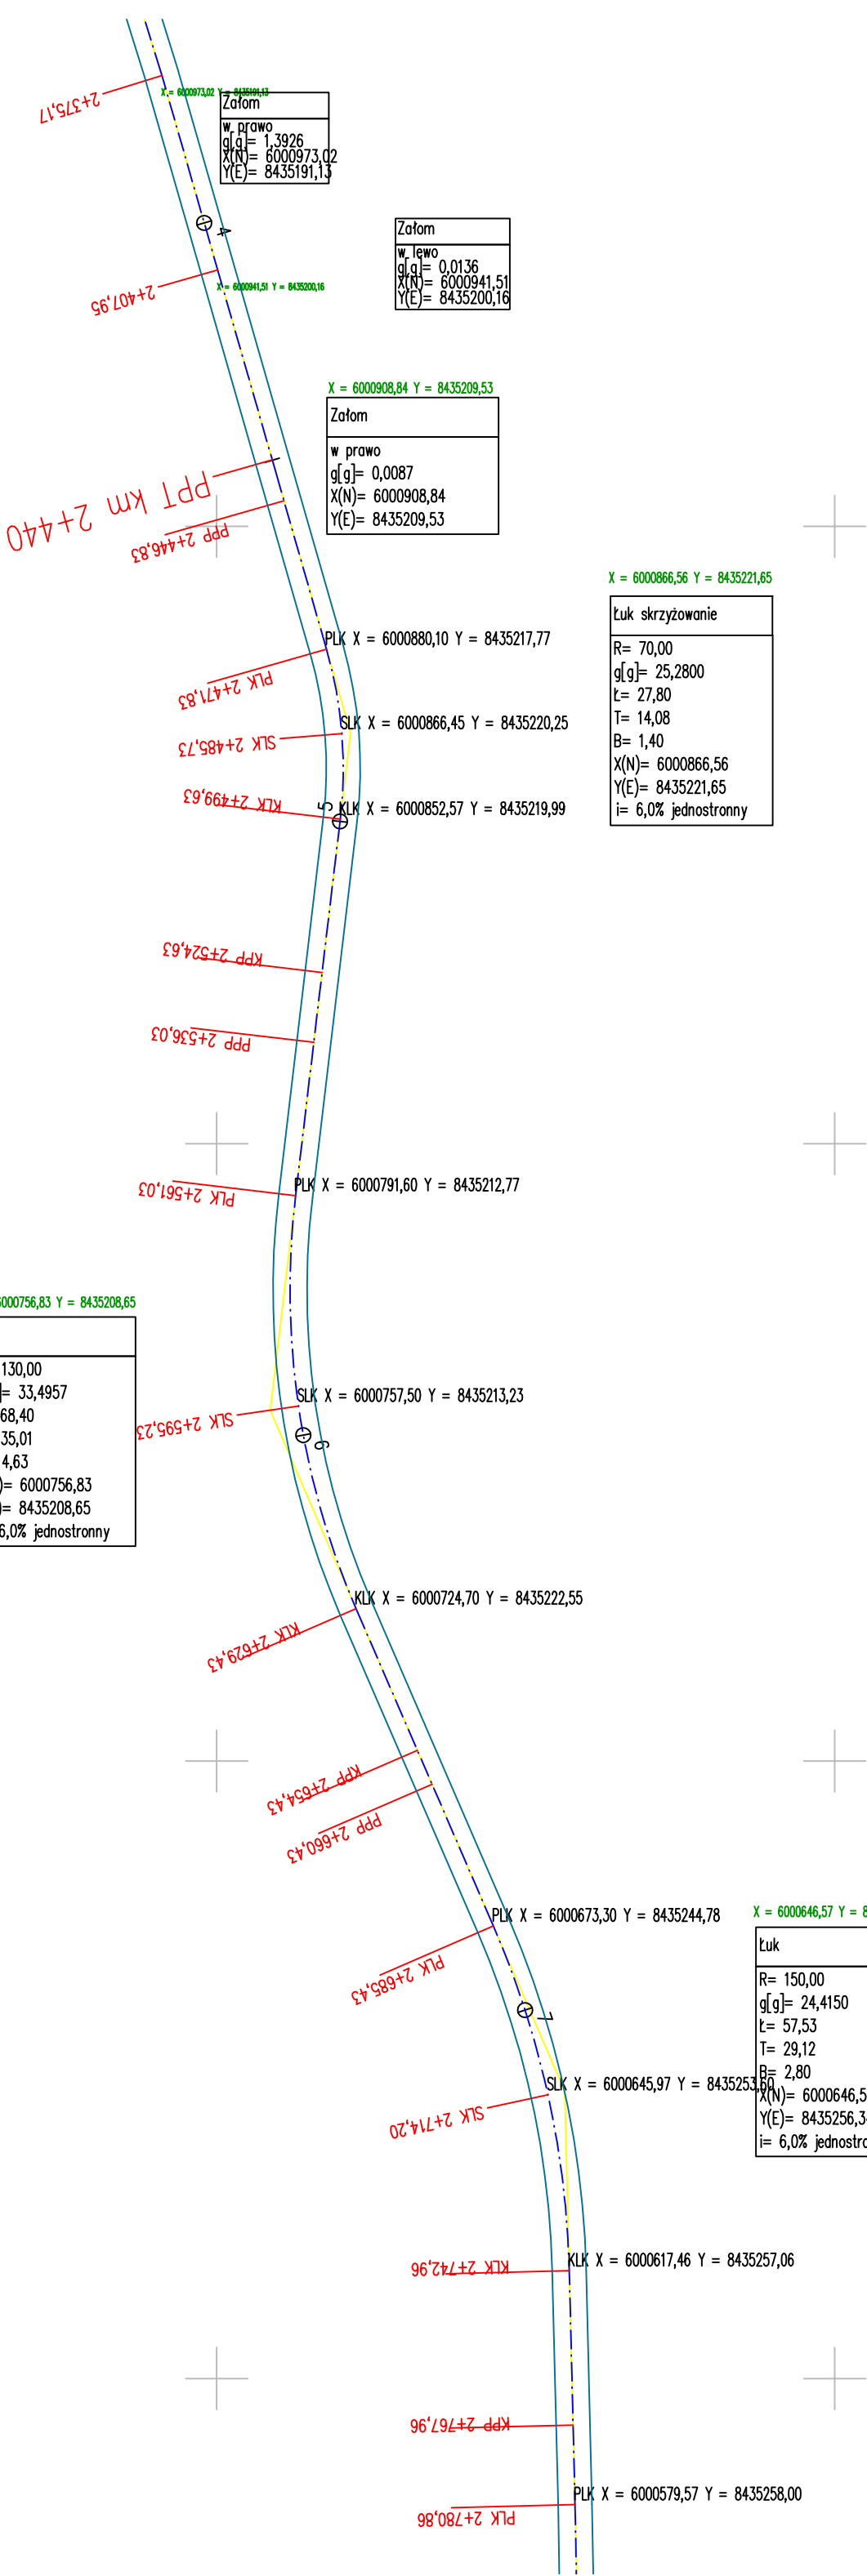 2+375,17
X = 6000973,02 Y = 8435191,13
Załom
w prawo
g[g]= 1,3926
X(N)= 6000973,02
Y(E)= 8435191,13
4
Załom
w lewo
g[g]= 0,0136
X(N)= 6000941,51
Y(E)= 8435200,16
2+407,95
X = 6000941,51 Y = 8435200,16
X = 6000908,84 Y = 8435209,53
Załom
w prawo
g[g]= 0,0087
X(N)= 6000908,84
Y(E)= 8435209,53
PPT km 2+440
PPP 2+446,83
X = 6000866,56 Y = 8435221,65
Łuk skrzyżowanie
R= 70,00
g[g]= 25,2800
Ł= 27,80
T= 14,08
B= 1,40
X(N)= 6000866,56
Y(E)= 8435221,65
i= 6,0% jednostronny
PLK X = 6000880,10 Y = 8435217,77
PLK 2+471,83
SLK X = 6000866,45 Y = 8435220,25
SLK 2+485,73
KLK 2+499,63
5
KLK X = 6000852,57 Y = 8435219,99
KPP 2+524,63
PPP 2+536,03
PLK X = 6000791,60 Y = 8435212,77
PLK 2+561,03
6000756,83 Y = 8435208,65
130,00
]= 33,4957
68,40
35,01
4,63
)= 6000756,83
)= 8435208,65
6,0% jednostronny
SLK X = 6000757,50 Y = 8435213,23
SLK 2+595,23
6
KLK X = 6000724,70 Y = 8435222,55
KLK 2+629,43
KPP 2+654,43
PPP 2+660,43
PLK X = 6000673,30 Y = 8435244,78
PLK 2+685,43
X = 6000646,57 Y = 8
Łuk
R= 150,00
g[g]= 24,4150
Ł= 57,53
T= 29,12
B= 2,80
X(N)= 6000646,5
Y(E)= 8435256,3
i= 6,0% jednostro
7
SLK X = 6000645,97 Y = 8435253,60
SLK 2+714,20
KLK X = 6000617,46 Y = 8435257,06
KLK 2+742,96
KPP 2+767,96
PLK X = 6000579,57 Y = 8435258,00
PLK 2+780,86